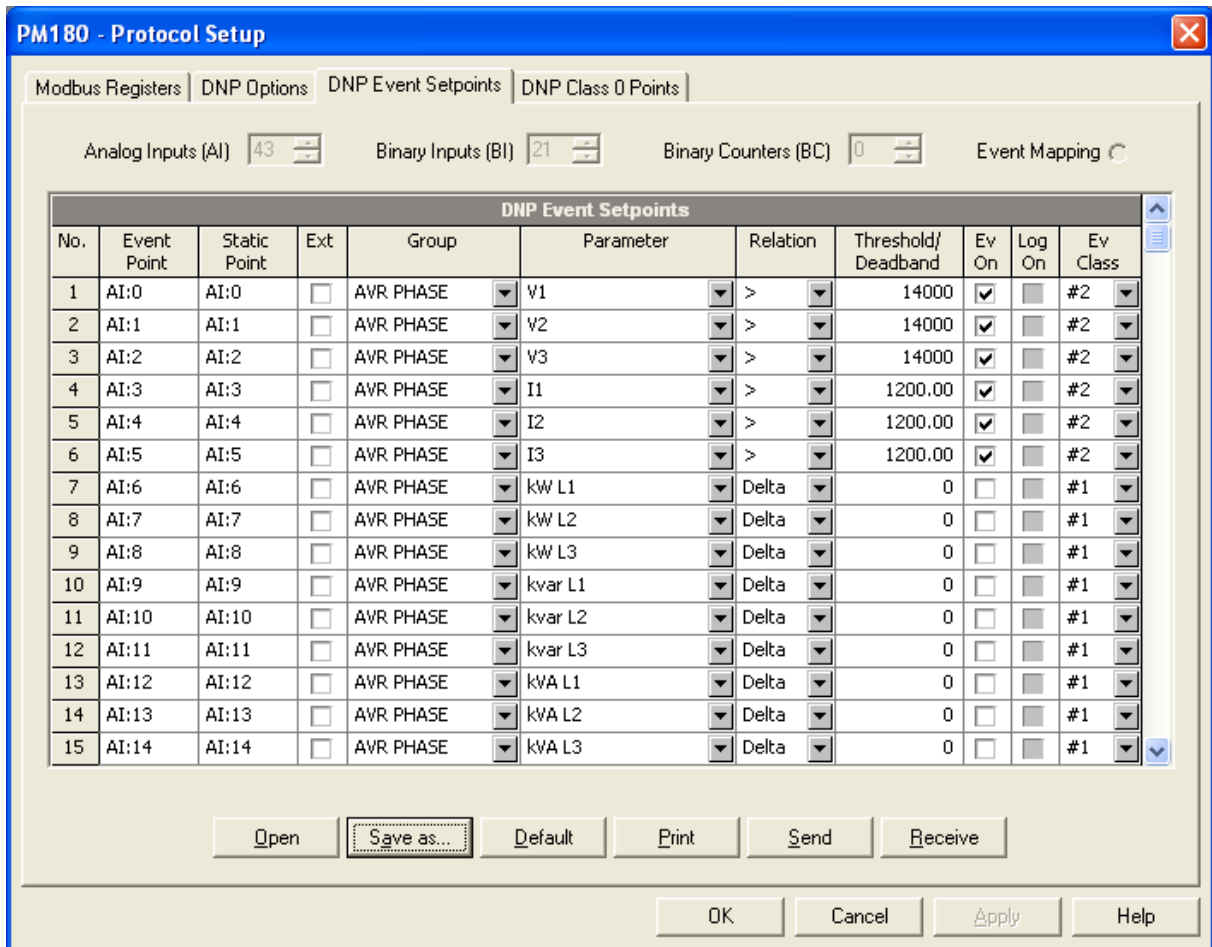 PM180 - Protocol Setup
Modbus Registers DNP Options DNP Event Setpoints DNP Class 0 Points
Analog Inputs (AI) 43 Binary Inputs (BI) 21 Binary Counters (BC) 0 Event Mapping
DNP Event Setpoints
No. Event Point Static Point Ext Group Parameter Relation Threshold/ Deadband Ev On Log On Ev Class
1 AI:0 AI:0 AVR PHASE V1 > 14000 #2
2 AI:1 AI:1 AVR PHASE V2 > 14000 #2
3 AI:2 AI:2 AVR PHASE V3 > 14000 #2
4 AI:3 AI:3 AVR PHASE I1 > 1200.00 #2
5 AI:4 AI:4 AVR PHASE I2 > 1200.00 #2
6 AI:5 AI:5 AVR PHASE I3 > 1200.00 #2
7 AI:6 AI:6 AVR PHASE kW L1 Delta 0 #1
8 AI:7 AI:7 AVR PHASE kW L2 Delta 0 #1
9 AI:8 AI:8 AVR PHASE kW L3 Delta 0 #1
10 AI:9 AI:9 AVR PHASE kvar L1 Delta 0 #1
11 AI:10 AI:10 AVR PHASE kvar L2 Delta 0 #1
12 AI:11 AI:11 AVR PHASE kvar L3 Delta 0 #1
13 AI:12 AI:12 AVR PHASE kVA L1 Delta 0 #1
14 AI:13 AI:13 AVR PHASE kVA L2 Delta 0 #1
15 AI:14 AI:14 AVR PHASE kVA L3 Delta 0 #1
Open Save as... Default Print Send Receive
OK Cancel Apply Help